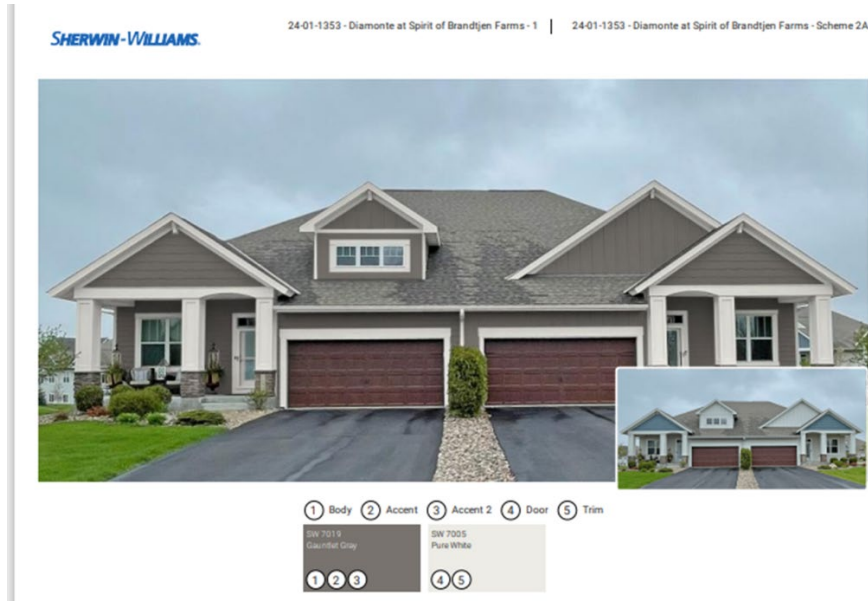 SHERWIN-WILLIAMS.
24-01-1353 - Diamonte at Spirit of Brandtjen Farms - 1 | 24-01-1353 - Diamonte at Spirit of Brandtjen Farms - Scheme 2A
1 Body 2 Accent 3 Accent 2 4 Door 5 Trim
SW 7019 SW 7005
Gauntlet Gray Pure White
1 2 3 4 5